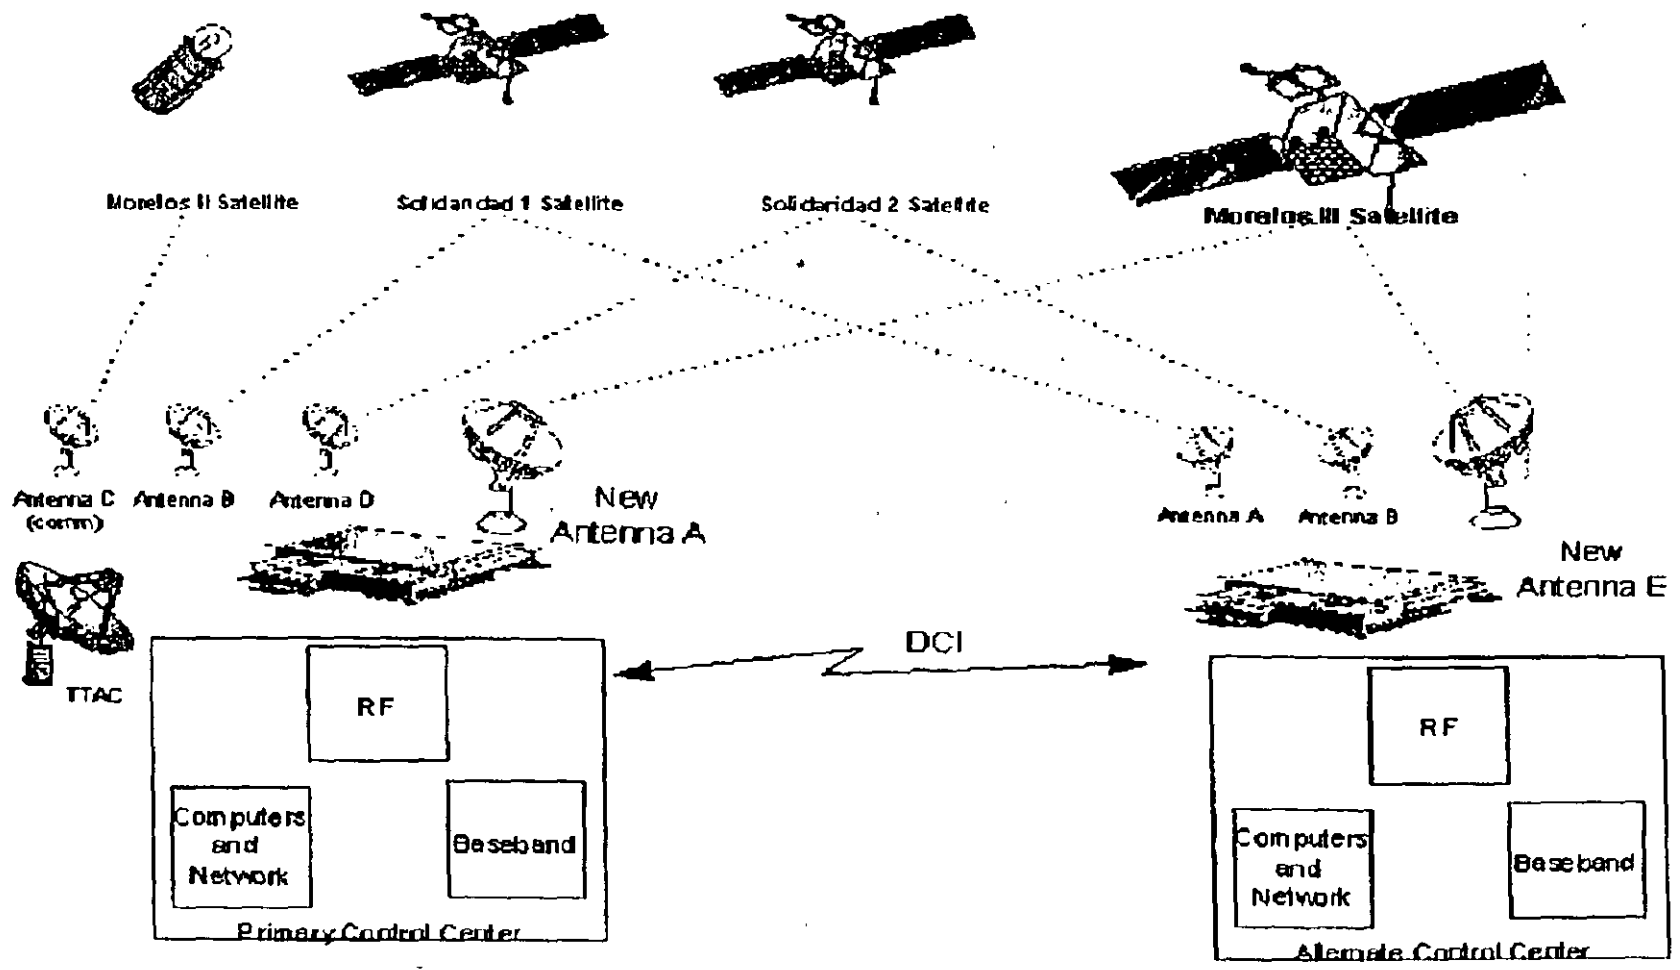 Morelos II Satellite
Solidaridad 1 Satellite
Solidaridad 2 Satellite
Morelos III Satellite
Antenna C
(comm)
Antenna B
Antenna D
New
Antenna A
Antenna A
Antenna B
New
Antenna E
TTAC
DCI
RF
Computers
and
Network
Baseband
Primary Control Center
RF
Computers
and
Network
Baseband
Alternate Control Center